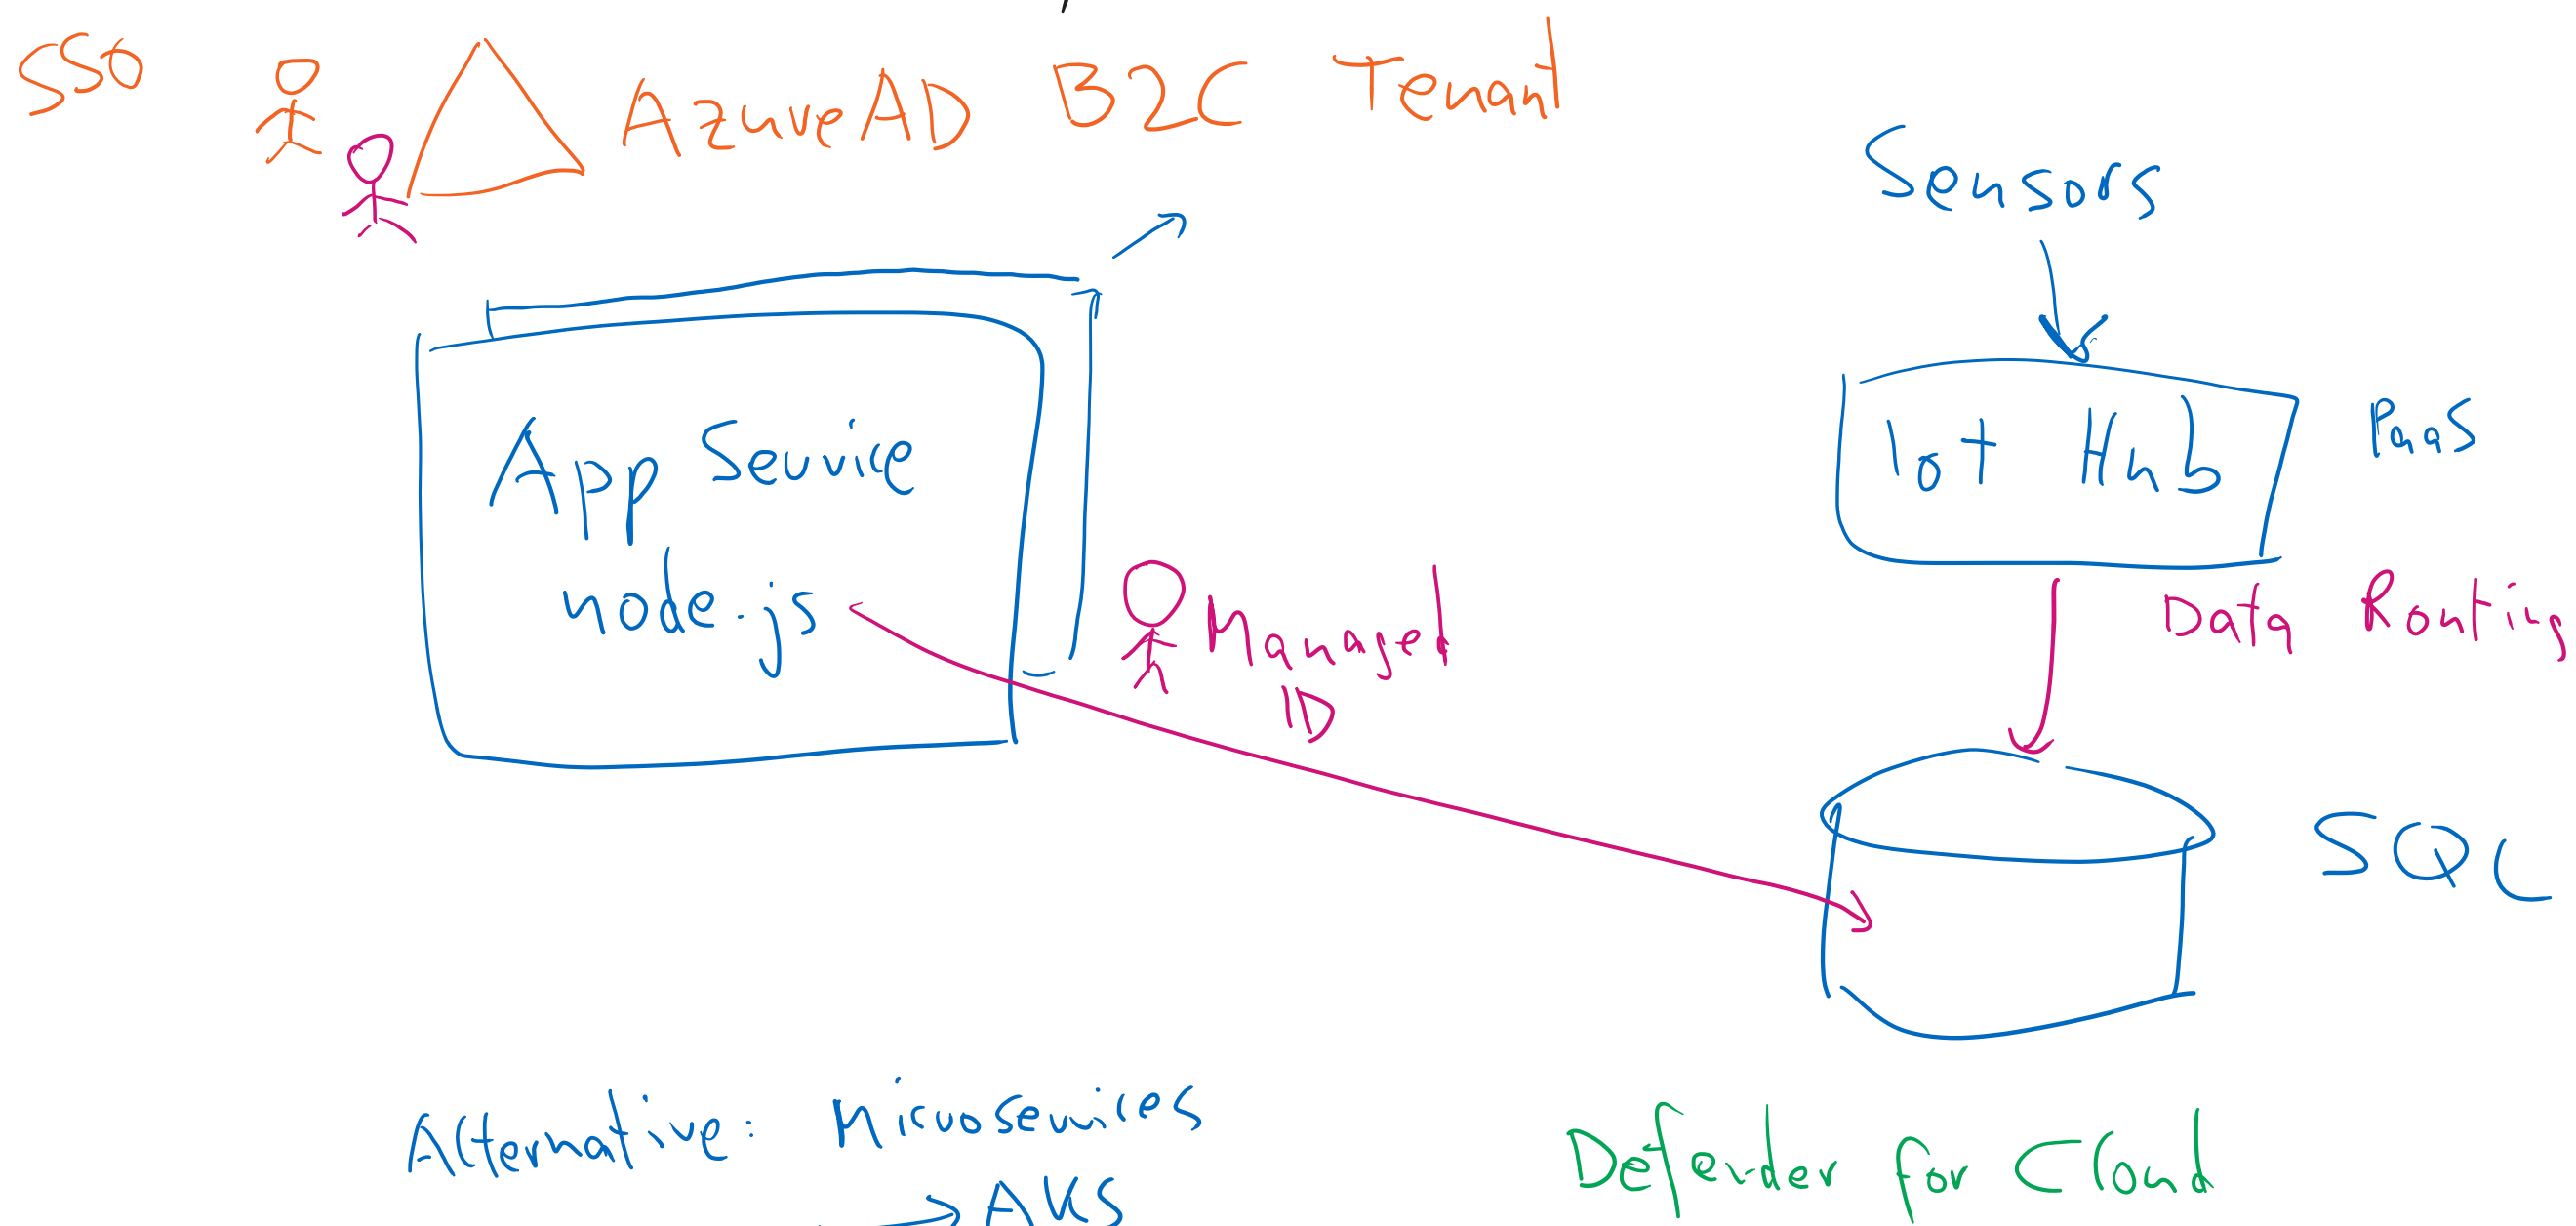 SSO
AzureAD B2C Tenant
Sensors
App Service
node.js
Iot Hub
PaaS
Managed
ID
Data Routing
SQL
Alternative: Microservices
AKS
Defender for Cloud